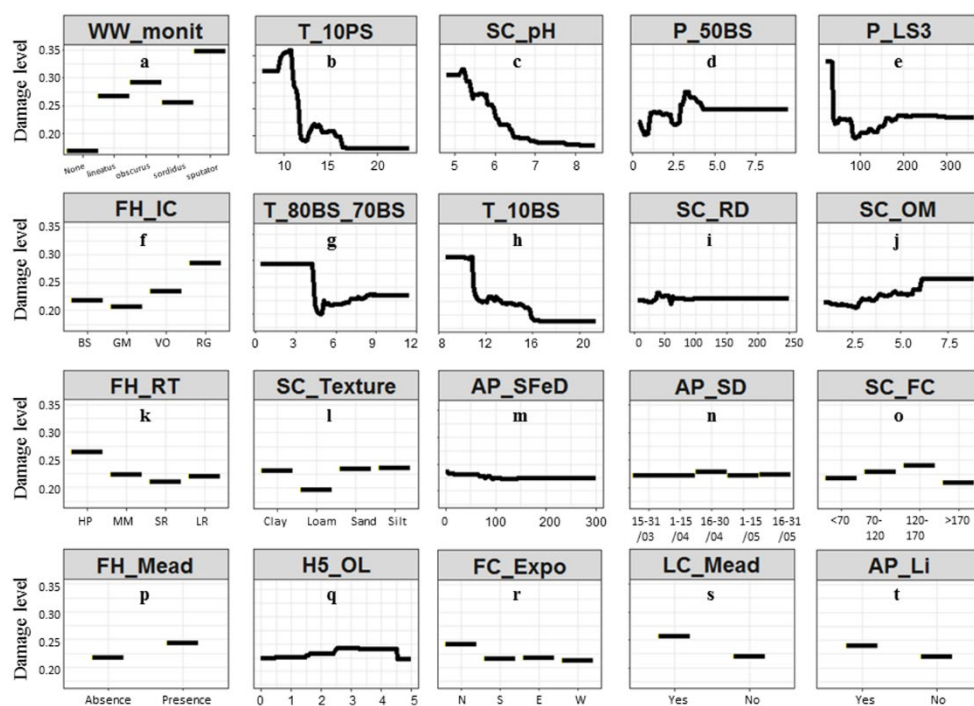 Damage level
WW_monit
a
0.35
0.30
0.25
0.20
None lineatus obscurus sordidus sputator
T_10PS
b
10 15 20
SC_pH
c
5 6 7 8
P_50BS
d
0 2.5 5.0 7.5
P_LS3
e
100 200 300
Damage level
FH_IC
f
0.35
0.30
0.25
0.20
BS GM VO RG
T_80BS_70BS
g
0 3 6 9 12
T_10BS
h
8 12 16 20
SC_RD
i
0 50 100 150 200 250
SC_OM
j
2.5 5.0 7.5
Damage level
FH_RT
k
0.35
0.30
0.25
0.20
HP MM SR LR
SC_Texture
l
Clay Loam Sand Silt
AP_SFeD
m
0 100 200 300
AP_SD
n
15-31 1-15 16-30 1-15 16-31
/03 /04 /04 /05 /05
SC_FC
o
<70 70- 120- >170
120 170
Damage level
FH_Mead
p
0.35
0.30
0.25
0.20
Absence Presence
H5_OL
q
0 1 2 3 4 5
FC_Expo
r
N S E W
LC_Mead
s
Yes No
AP_Li
t
Yes No